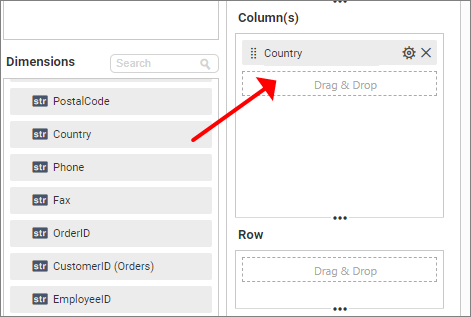 Dimensions
Search
str PostalCode
str Country
str Phone
str Fax
str OrderID
str CustomerID (Orders)
str EmployeeID
Column(s)
Country
Drag & Drop
Row
Drag & Drop